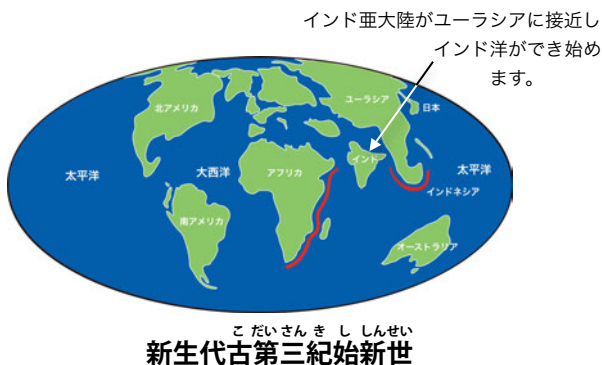 インド亜大陸がユーラシアに接近し
インド洋ができ始め
ます。
北アメリカ
ユーラシア
日本
太平洋
大西洋
アフリカ
インド
太平洋
インドネシア
南アメリカ
オーストラリア
こ だい さん き し しんせい
新生代古第三紀始新世